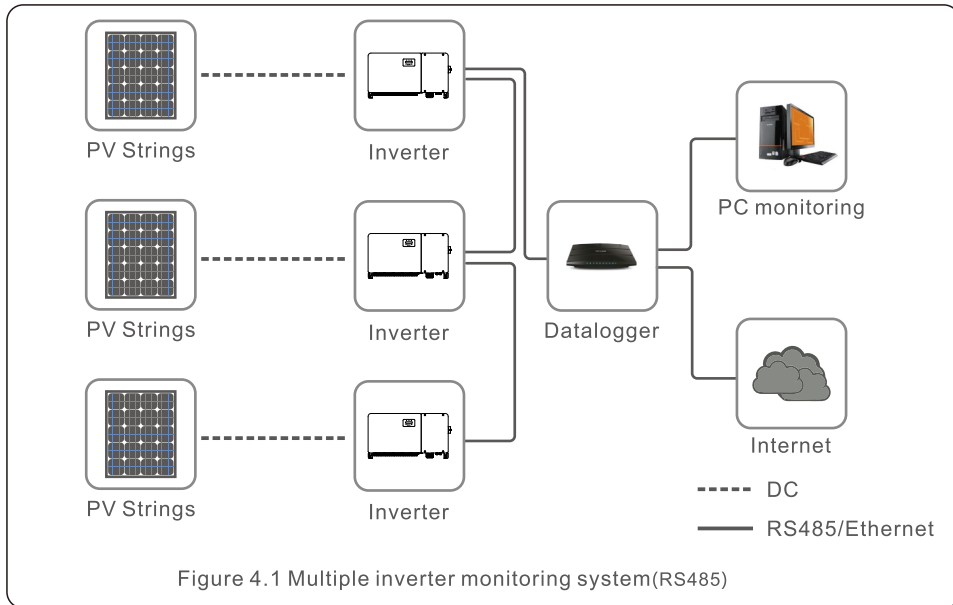 PV Strings
Inverter
PC monitoring
PV Strings
Inverter
Datalogger
PV Strings
Inverter
Internet
DC
RS485/Ethernet
Figure 4.1 Multiple inverter monitoring system(RS485)